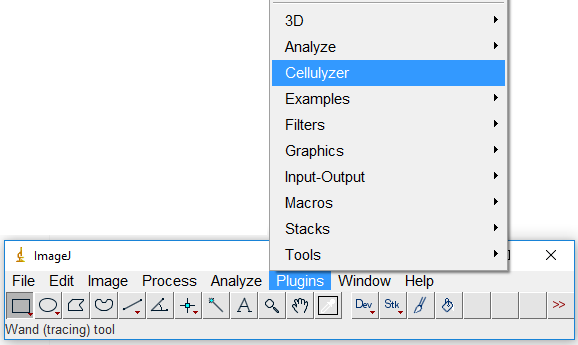 3D
Analyze
Cellulyzer
Examples
Filters
Graphics
Input-Output
Macros
Stacks
Tools
ImageJ
File Edit Image Process Analyze Plugins Window Help
A Dev Stk >>
Wand (tracing) tool